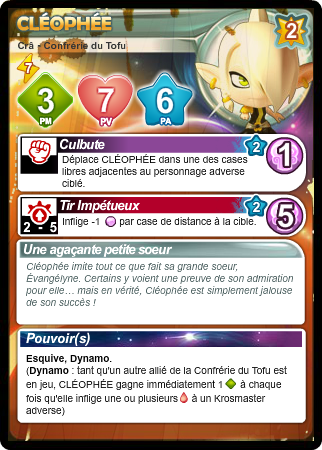 CLÉOPHÉE
Crâ - Confrérie du Tofu
2
7
3
PM
7
PV
6
PA
Culbute
2
1
Déplace CLÉOPHÉE dans une des cases
libres adjacentes au personnage adverse
ciblé.
Tir Impétueux
2
5
2 - 5
Inflige -1 par case de distance à la cible.
Une agaçante petite soeur
Cléophée imite tout ce que fait sa grande soeur,
Évangélyne. Certains y voient une preuve de son admiration
pour elle... mais en vérité, Cléophée est simplement jalouse
de son succès !
Pouvoir(s)
Esquive, Dynamo.
(Dynamo : tant qu'un autre allié de la Confrérie du Tofu est
en jeu, CLÉOPHÉE gagne immédiatement 1 à chaque
fois qu'elle inflige une ou plusieurs à un Krosmaster
adverse)